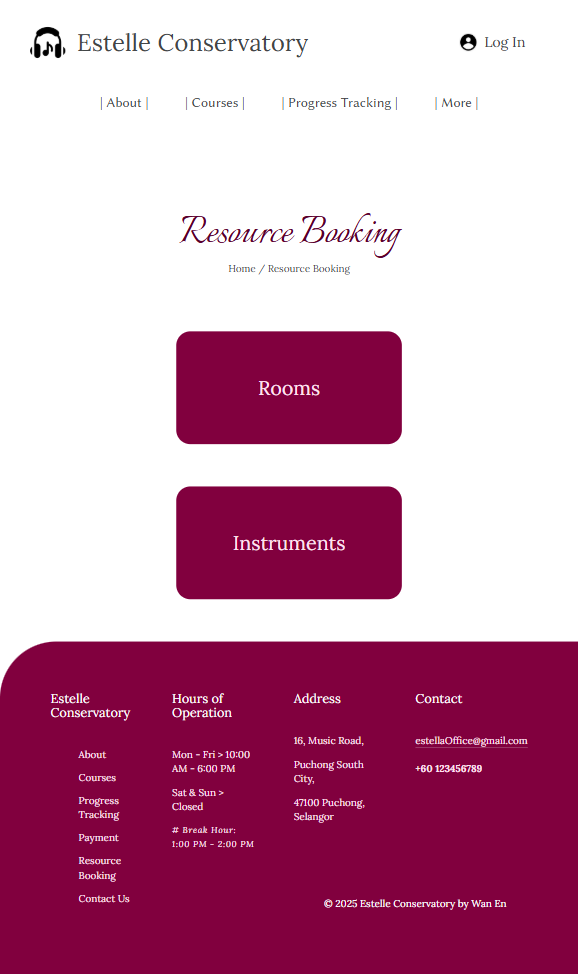 Estelle Conservatory
Log In
| About |
| Courses |
| Progress Tracking |
| More |
Resource Booking
Home / Resource Booking
Rooms
Instruments
Estelle
Conservatory
About
Courses
Progress
Tracking
Payment
Resource
Booking
Contact Us
Hours of
Operation
Mon - Fri > 10:00
AM - 6:00 PM
Sat & Sun >
Closed
# Break Hour:
1:00 PM - 2:00 PM
Address
16, Music Road,
Puchong South
City,
47100 Puchong,
Selangor
Contact
estellaOffice@gmail.com
+60 123456789
© 2025 Estelle Conservatory by Wan En